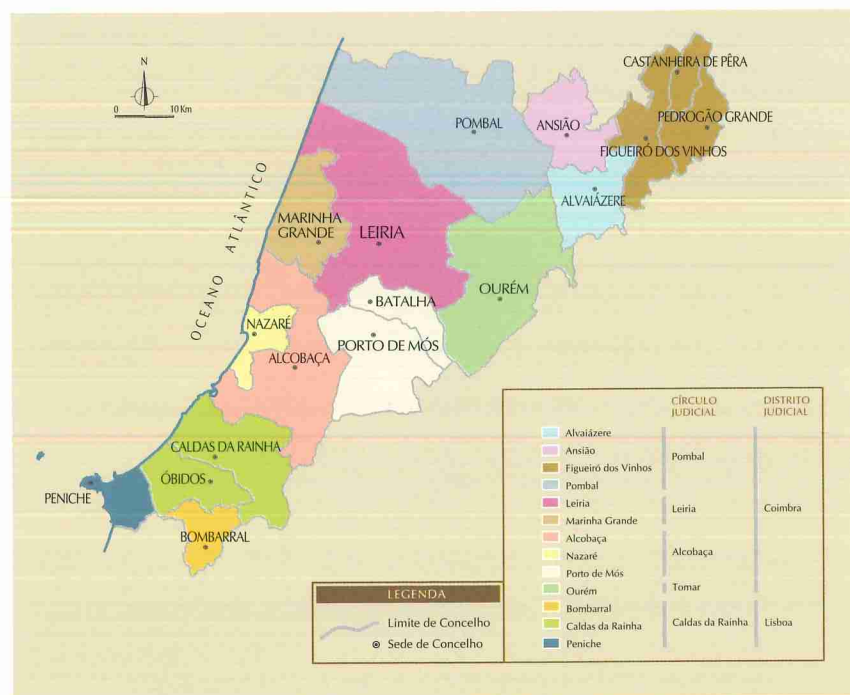 N
0 10 Km
OCEANO ATLÂNTICO
CASTANHEIRA DE PÊRA
PEDROGÃO GRANDE
POMBAL
ANSIÃO
FIGUEIRÓ DOS VINHOS
ALVAIÁZERE
MARINHA
GRANDE
LEIRIA
OURÉM
BATALHA
NAZARÉ
PORTO DE MÓS
ALCOBAÇA
CALDAS DA RAINHA
ÓBIDOS
PENICHE
BOMBARRAL
CÍRCULO
JUDICIAL
DISTRITO
JUDICIAL
Alvaiázere
Ansião
Figueiró dos Vinhos
Pombal
Leiria
Marinha Grande
Alcobaça
Nazaré
Porto de Mós
Ourém
Bombarral
Caldas da Rainha
Peniche
Pombal
Leiria
Alcobaça
Tomar
Caldas da Rainha
Coimbra
Lisboa
LEGENDA
Límite de Concelho
Sede de Concelho